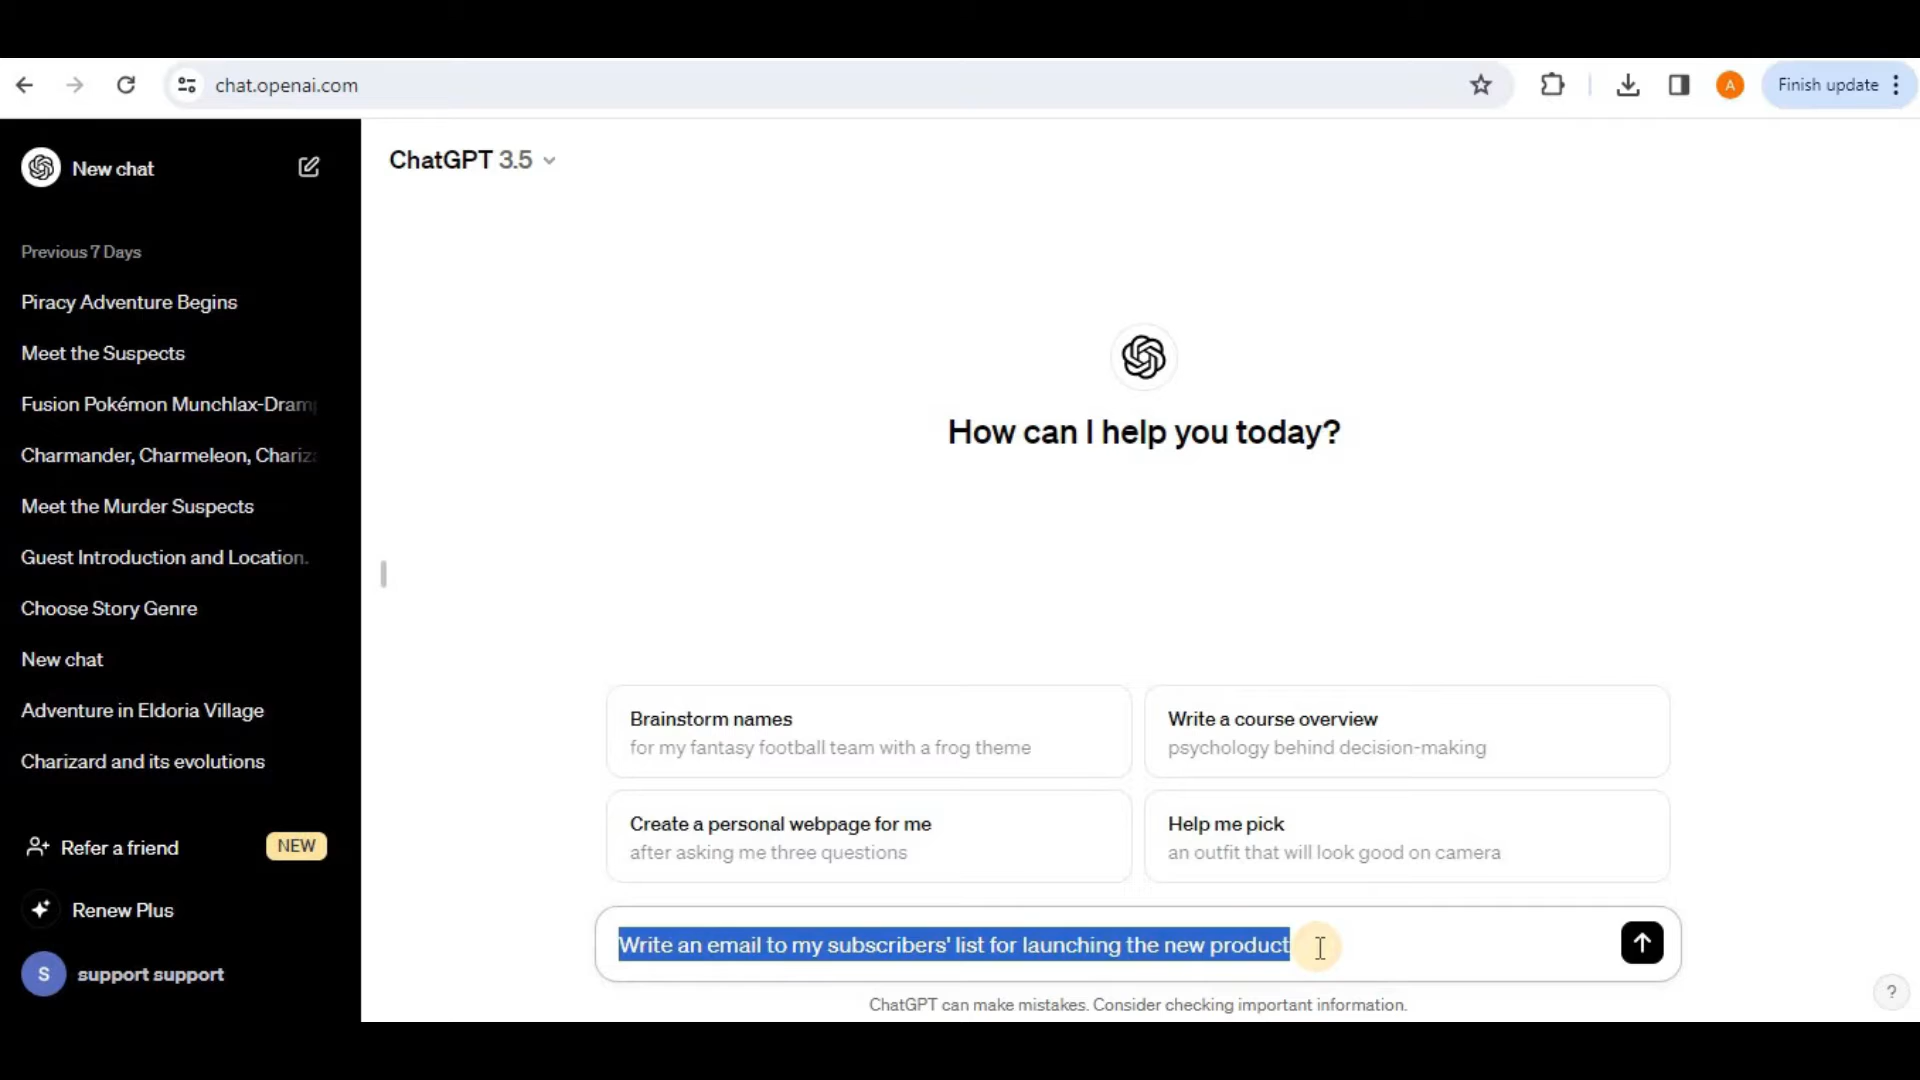 chat.openai.com
A
Finish update
New chat
ChatGPT 3.5
Previous 7 Days
Piracy Adventure Begins
Meet the Suspects
Fusion Pokémon Munchlax-Dram
Charmander, Charmeleon, Chariza
Meet the Murder Suspects
Guest Introduction and Location.
Choose Story Genre
New chat
Adventure in Eldoria Village
Charizard and its evolutions
Refer a friend
NEW
Renew Plus
S
support support
How can I help you today?
Brainstorm names
for my fantasy football team with a frog theme
Write a course overview
psychology behind decision-making
Create a personal webpage for me
after asking me three questions
Help me pick
an outfit that will look good on camera
Write an email to my subscribers' list for launching the new product
ChatGPT can make mistakes. Consider checking important information.
?